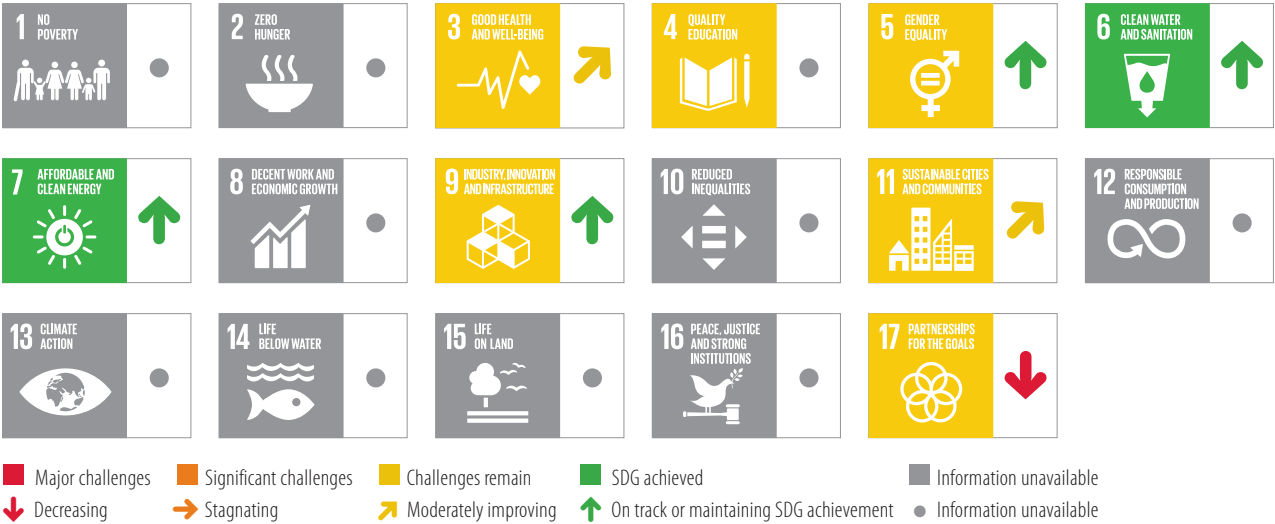 1 NO
POVERTY
2 ZERO
HUNGER
3 GOOD HEALTH
AND WELL-BEING
4 QUALITY
EDUCATION
5 GENDER
EQUALITY
6 CLEAN WATER
AND SANITATION
7 AFFORDABLE AND
CLEAN ENERGY
8 DECENT WORK AND
ECONOMIC GROWTH
9 INDUSTRY, INNOVATION
AND INFRASTRUCTURE
10 REDUCED
INEQUALITIES
11 SUSTAINABLE CITIES
AND COMMUNITIES
12 RESPONSIBLE
CONSUMPTION
AND PRODUCTION
13 CLIMATE
ACTION
14 LIFE
BELOW WATER
15 LIFE
ON LAND
16 PEACE, JUSTICE
AND STRONG
INSTITUTIONS
17 PARTNERSHIPS
FOR THE GOALS
Major challenges
Significant challenges
Challenges remain
SDG achieved
Information unavailable
Decreasing
Stagnating
Moderately improving
On track or maintaining SDG achievement
Information unavailable